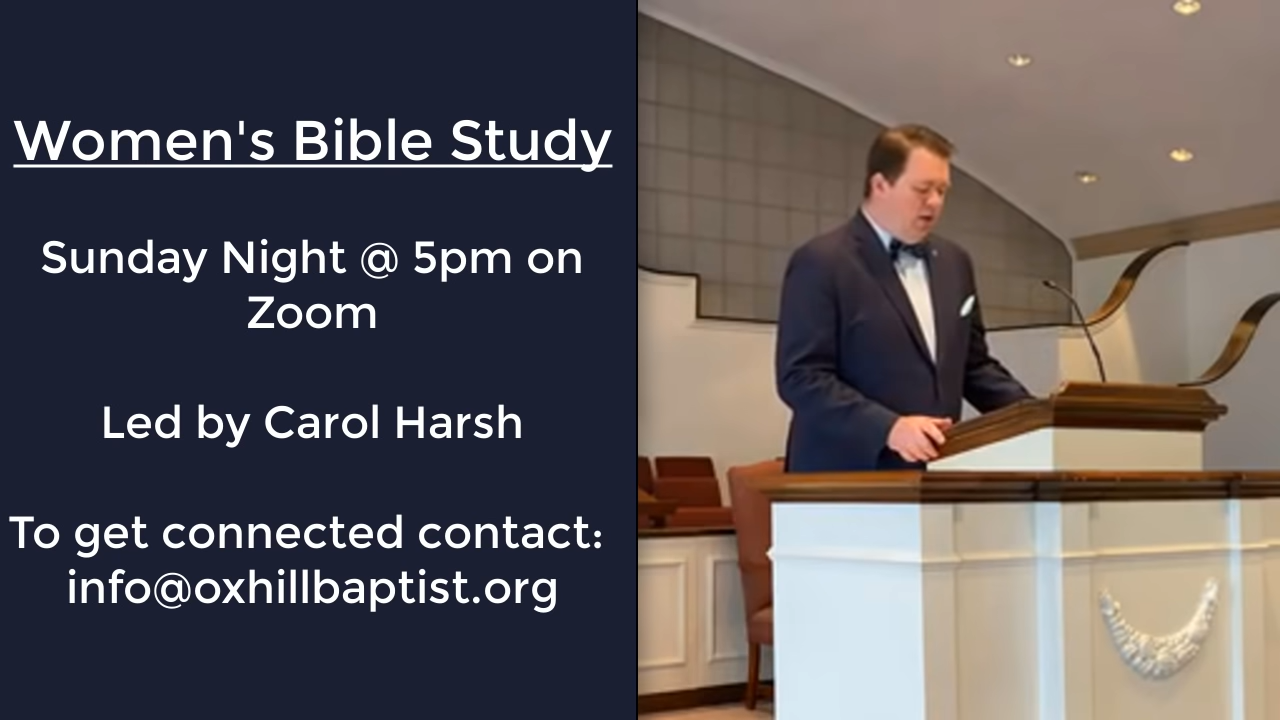 Women's Bible Study
Sunday Night @ 5pm on
Zoom
Led by Carol Harsh
To get connected contact:
info@oxhillbaptist.org